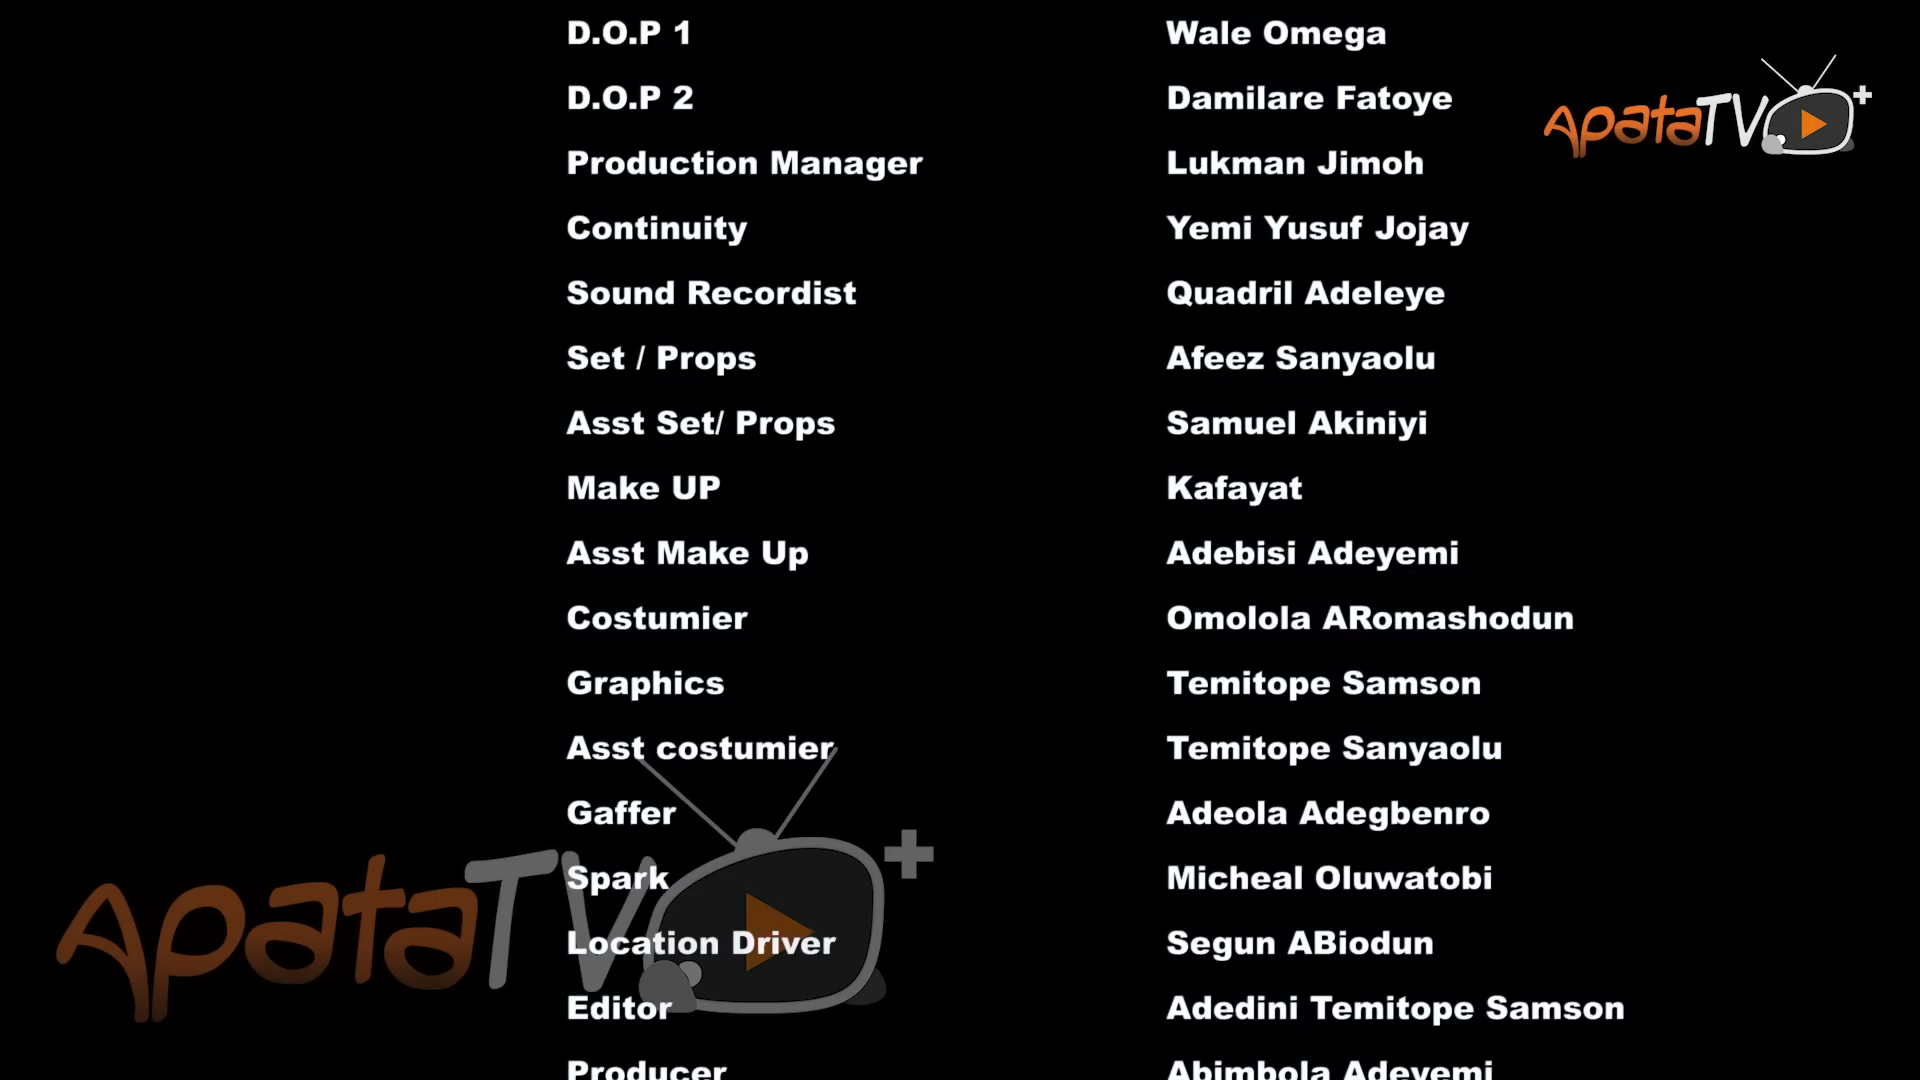 D.O.P 1 Wale Omega
D.O.P 2 Damilare Fatoye
ApataTV+
Production Manager Lukman Jimoh
Continuity Yemi Yusuf Jojay
Sound Recordist Quadril Adeleye
Set / Props Afeez Sanyaolu
Asst Set/ Props Samuel Akiniyi
Make UP Kafayat
Asst Make Up Adebisi Adeyemi
Costumier Omolola ARomashodun
Graphics Temitope Samson
Asst costumier Temitope Sanyaolu
Gaffer Adeola Adegbenro
Spark Micheal Oluwatobi
ApataTV+
Location Driver Segun ABiodun
Editor Adedini Temitope Samson
Producer Abimbola Adeyemi